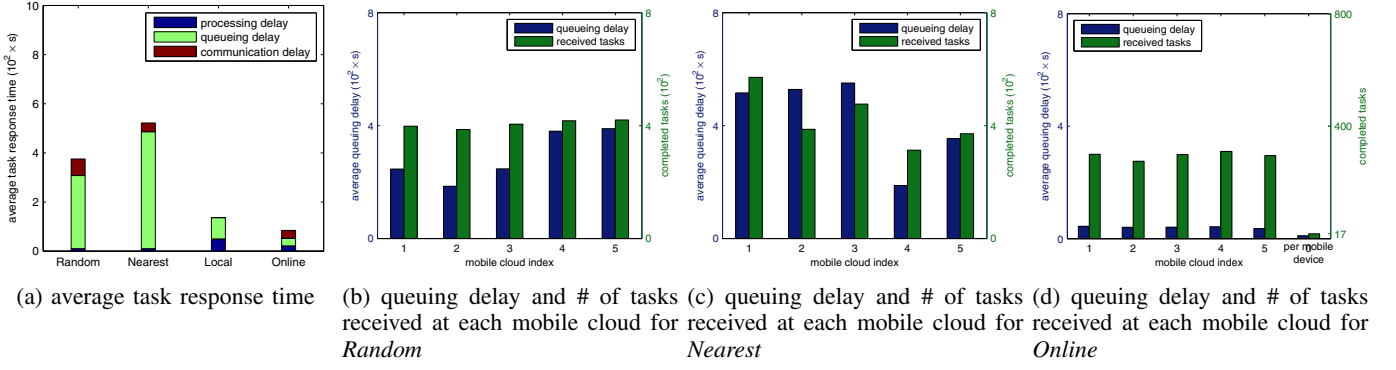 10
8
6
4
2
0
average task response time (10² × s)
processing delay
queueing delay
communication delay
Random Nearest Local Online
(a) average task response time
8
4
0
average queuing delay (10² × s)
queuing delay
received tasks
8
4
0
completed tasks (10²)
1 2 3 4 5
mobile cloud index
(b) queuing delay and # of tasks
received at each mobile cloud for
Random
8
4
0
average queuing delay (10² × s)
queuing delay
received tasks
8
4
0
completed tasks (10²)
1 2 3 4 5
mobile cloud index
(c) queuing delay and # of tasks
received at each mobile cloud for
Nearest
8
4
0
average queuing delay (10² × s)
queuing delay
received tasks
800
400
17
completed tasks
1 2 3 4 5 0
per mobile
device
mobile cloud index
(d) queuing delay and # of tasks
received at each mobile cloud for
Online